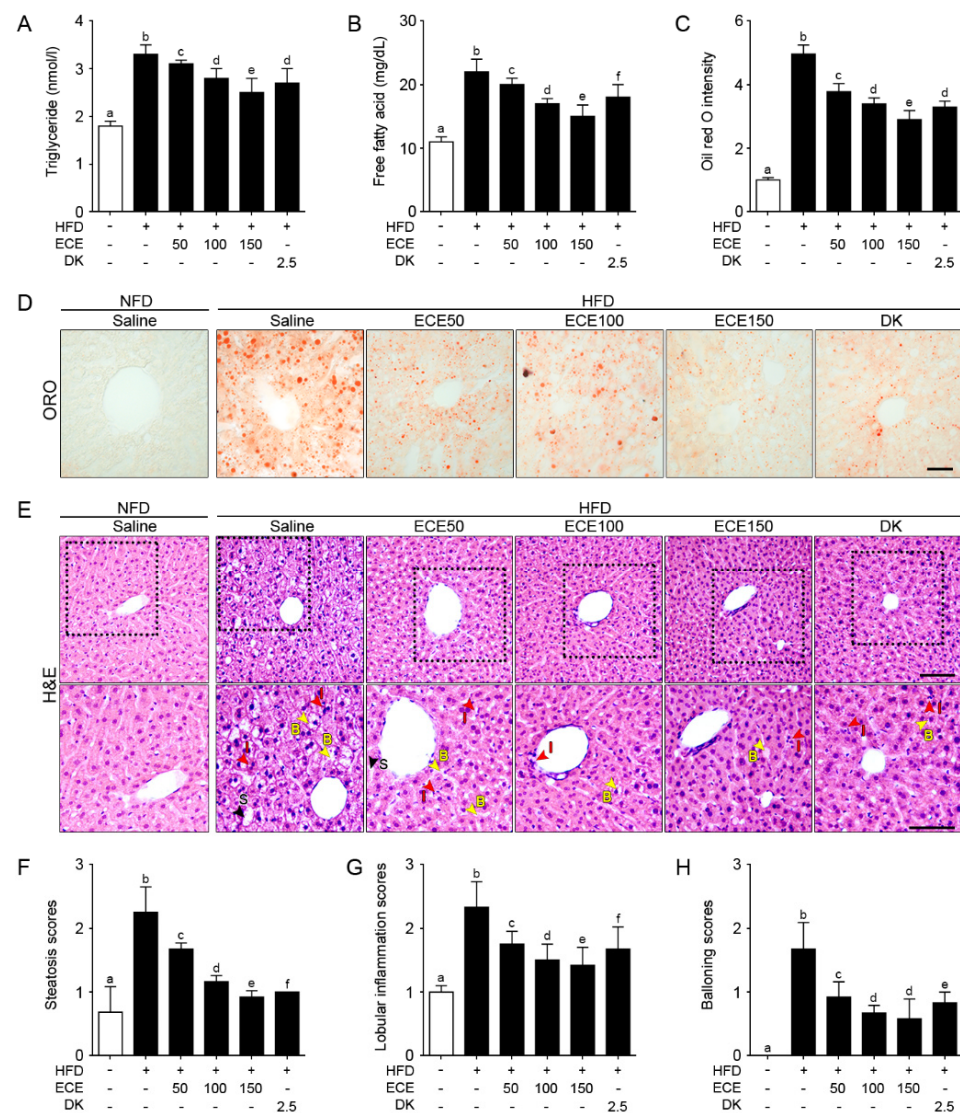 A
Triglyceride (nmol/l)
4
3
2
1
0
a
b
c
d
e
d
HFD - + + + + +
ECE - - 50 100 150 -
DK - - - - - 2.5
B
Free fatty acid (mg/dL)
30
20
10
0
a
b
c
d
e
f
HFD - + + + + +
ECE - - 50 100 150 -
DK - - - - - 2.5
C
Oil red O intensity
6
4
2
0
a
b
c
d
e
d
HFD - + + + + +
ECE - - 50 100 150 -
DK - - - - - 2.5
D
NFD HFD
Saline Saline ECE50 ECE100 ECE150 DK
ORO
E
NFD HFD
Saline Saline ECE50 ECE100 ECE150 DK
H&E
I
B
B
I
S
I
B
S
I
B
I
B
I
B
I
I
B
F
Steatosis scores
3
2
1
0
a
b
c
d
e
f
HFD - + + + + +
ECE - - 50 100 150 -
DK - - - - - 2.5
G
Lobular inflammation scores
3
2
1
0
a
b
c
d
e
f
HFD - + + + + +
ECE - - 50 100 150 -
DK - - - - - 2.5
H
Balloning scores
3
2
1
0
a
b
c
d
d
e
HFD - + + + + +
ECE - - 50 100 150 -
DK - - - - - 2.5